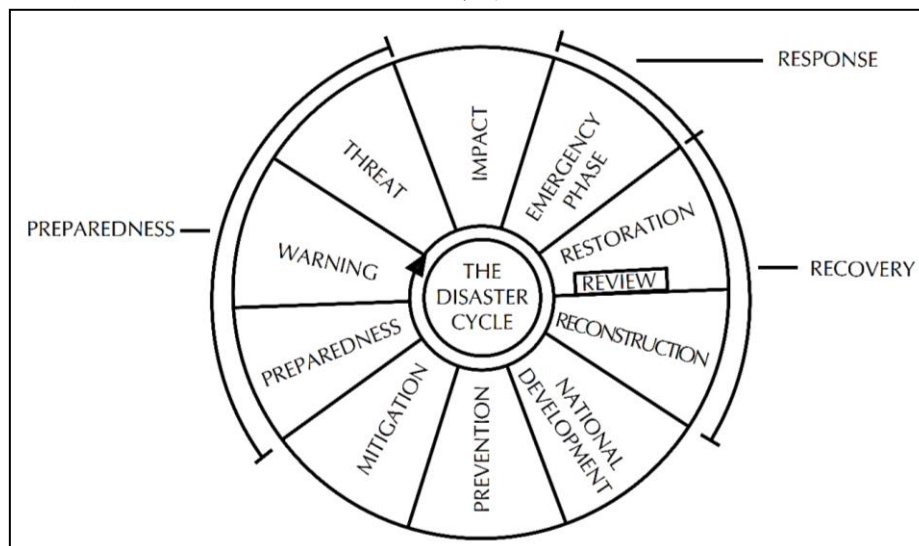 RESPONSE
IMPACT
EMERGENCY
PHASE
THREAT
RESTORATION
PREPAREDNESS
WARNING
THE
DISASTER
CYCLE
REVIEW
RECOVERY
RECONSTRUCTION
PREPAREDNESS
MITIGATION
PREVENTION
NATIONAL
DEVELOPMENT